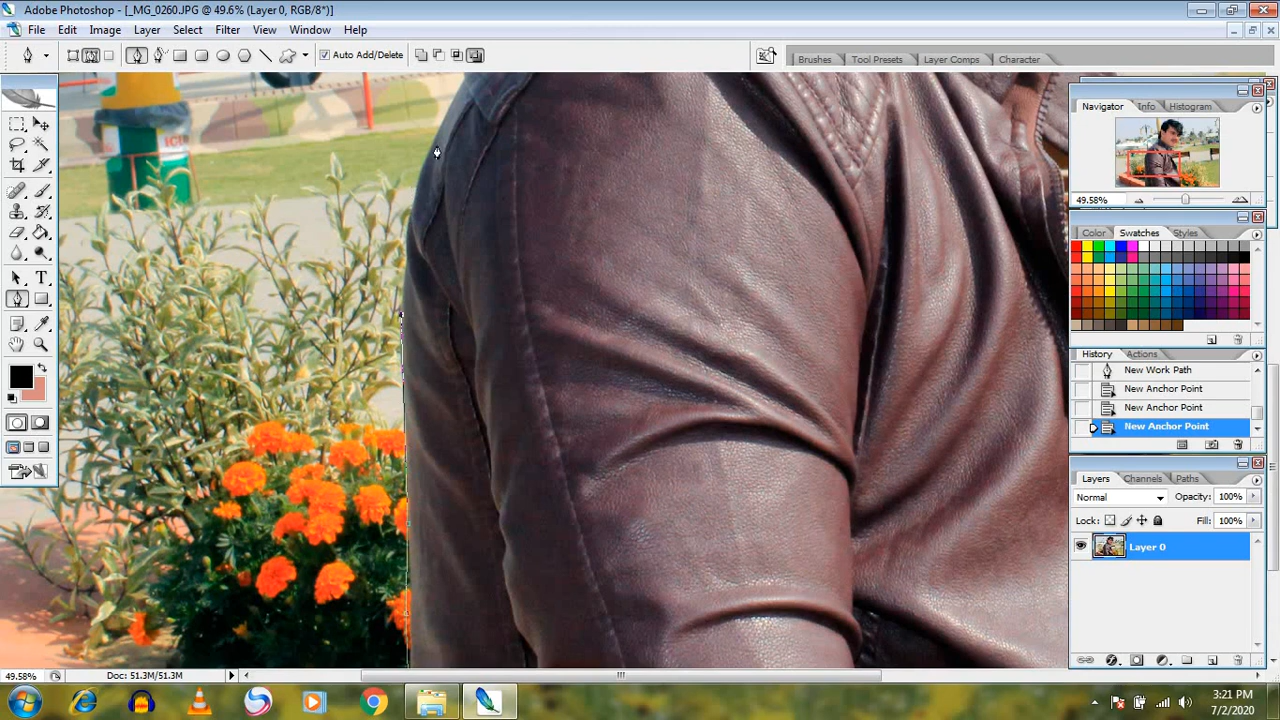 Adobe Photoshop - [_MG_0260.JPG @ 49.6% (Layer 0, RGB/8*)]
File Edit Image Layer Select Filter View Window Help
Auto Add/Delete
Brushes Tool Presets Layer Comps Character
Navigator Info Histogram
49.58%
Color Swatches Styles
History Actions
New Work Path
New Anchor Point
New Anchor Point
New Anchor Point
Layers Channels Paths
Normal Opacity: 100%
Lock: Fill: 100%
Layer 0
T
49.58% Doc: 51.3M/51.3M
3:21 PM
7/2/2020